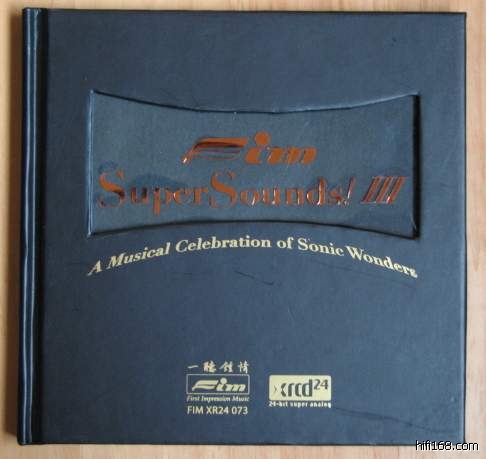 Fim
SuperSounds! III
A Musical Celebration of Sonic Wonders
一聽鍾情
Fim
First Impression Music
FIM XR24 073
xrcd24
24-bit super analog
hifi168.com